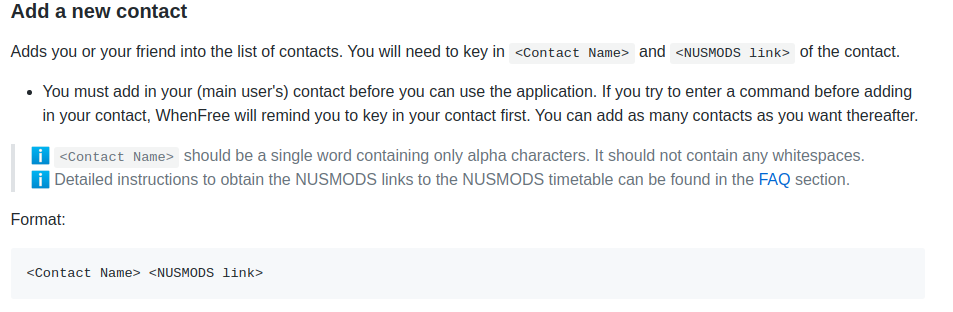 Add a new contact
Adds you or your friend into the list of contacts. You will need to key in <Contact Name> and <NUSMODS link> of the contact.
• You must add in your (main user's) contact before you can use the application. If you try to enter a command before adding
in your contact, WhenFree will remind you to key in your contact first. You can add as many contacts as you want thereafter.
ℹ️ <Contact Name> should be a single word containing only alpha characters. It should not contain any whitespaces.
ℹ️ Detailed instructions to obtain the NUSMODS links to the NUSMODS timetable can be found in the FAQ section.
Format:
<Contact Name> <NUSMODS link>